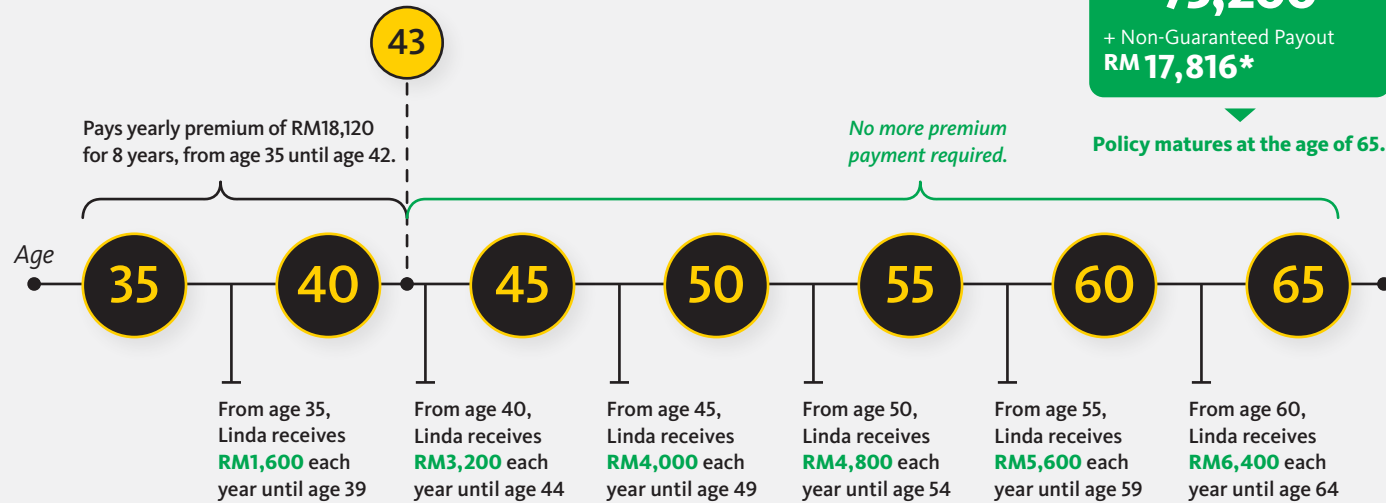 43
+ Non-Guaranteed Payout
RM 17,816*
Pays yearly premium of RM18,120
for 8 years, from age 35 until age 42.
No more premium
payment required.
Policy matures at the age of 65.
Age
35
40
45
50
55
60
65
From age 35,
Linda receives
RM1,600 each
year until age 39
From age 40,
Linda receives
RM3,200 each
year until age 44
From age 45,
Linda receives
RM4,000 each
year until age 49
From age 50,
Linda receives
RM4,800 each
year until age 54
From age 55,
Linda receives
RM5,600 each
year until age 59
From age 60,
Linda receives
RM6,400 each
year until age 64